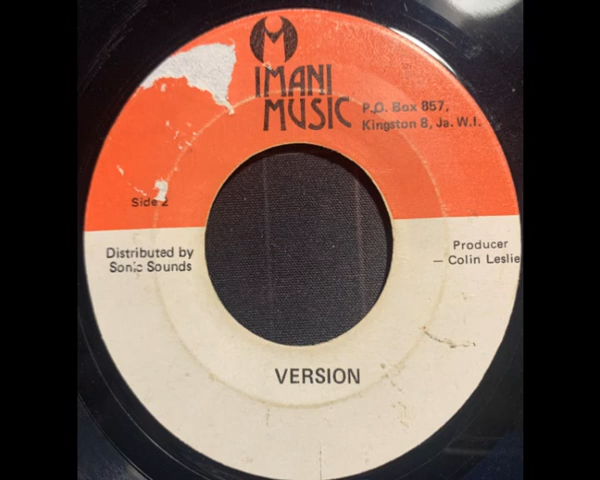 IMANI
MUSIC
P.O. Box 857,
Kingston 8, Ja. W.I.
Side 2
Distributed by
Sonic Sounds
Producer
— Colin Leslie
VERSION